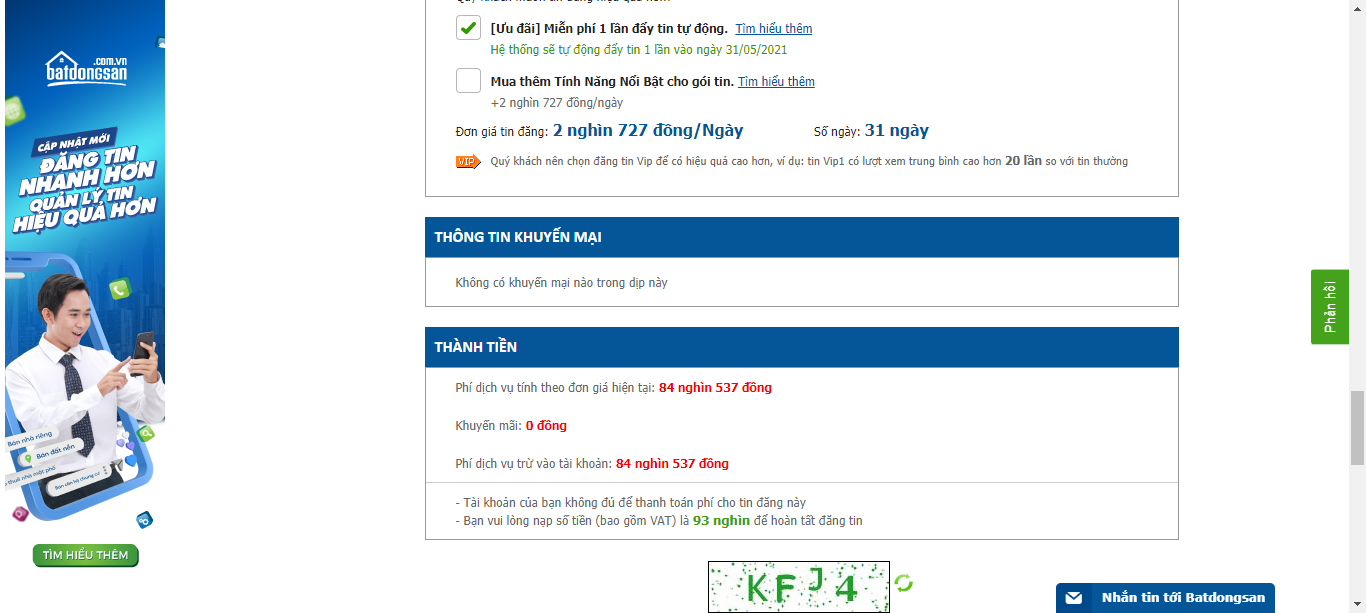 [Ưu đãi] Miễn phí 1 lần đẩy tin tự động. Tìm hiểu thêm
Hệ thống sẽ tự động đẩy tin 1 lần vào ngày 31/05/2021
Mua thêm Tính Năng Nổi Bật cho gói tin. Tìm hiểu thêm
+2 nghìn 727 đồng/ngày
Đơn giá tin đăng: 2 nghìn 727 đồng/Ngày Số ngày: 31 ngày
VIP Quý khách nên chọn đăng tin Vip để có hiệu quả cao hơn, ví dụ: tin Vip1 có lượt xem trung bình cao hơn 20 lần so với tin thường
THÔNG TIN KHUYẾN MẠI
Không có khuyến mại nào trong dịp này
THÀNH TIỀN
Phí dịch vụ tính theo đơn giá hiện tại: 84 nghìn 537 đồng
Khuyến mãi: 0 đồng
Phí dịch vụ trừ vào tài khoản: 84 nghìn 537 đồng
- Tài khoản của bạn không đủ để thanh toán phí cho tin đăng này
- Bạn vui lòng nạp số tiền (bao gồm VAT) là 93 nghìn để hoàn tất đăng tin
KFJ4
Nhắn tin tới Batdongsan
Phản hồi
.com.vn
batdongsan
CẬP NHẬT MỚI
ĐĂNG TIN
NHANH HƠN
QUẢN LÝ TIN
HIỆU QUẢ HƠN
Bán nhà riêng
Bán đất nền
thuê nhà mặt phố
Bán căn hộ chung cư
TÌM HIỂU THÊM